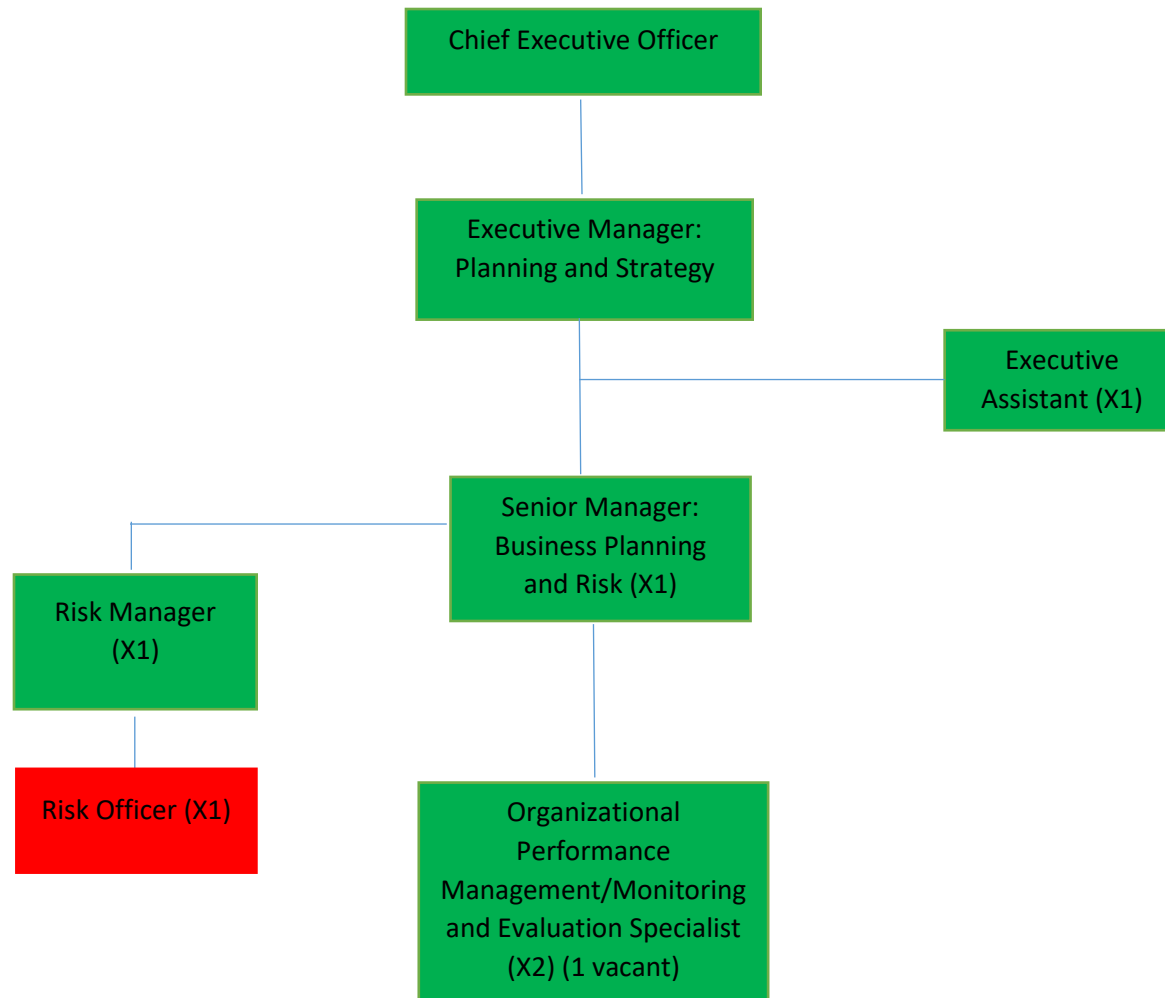 Chief Executive Officer
Executive Manager:
Planning and Strategy
Executive
Assistant (X1)
Senior Manager:
Business Planning
and Risk (X1)
Risk Manager
(X1)
Risk Officer (X1)
Organizational
Performance
Management/Monitoring
and Evaluation Specialist
(X2) (1 vacant)